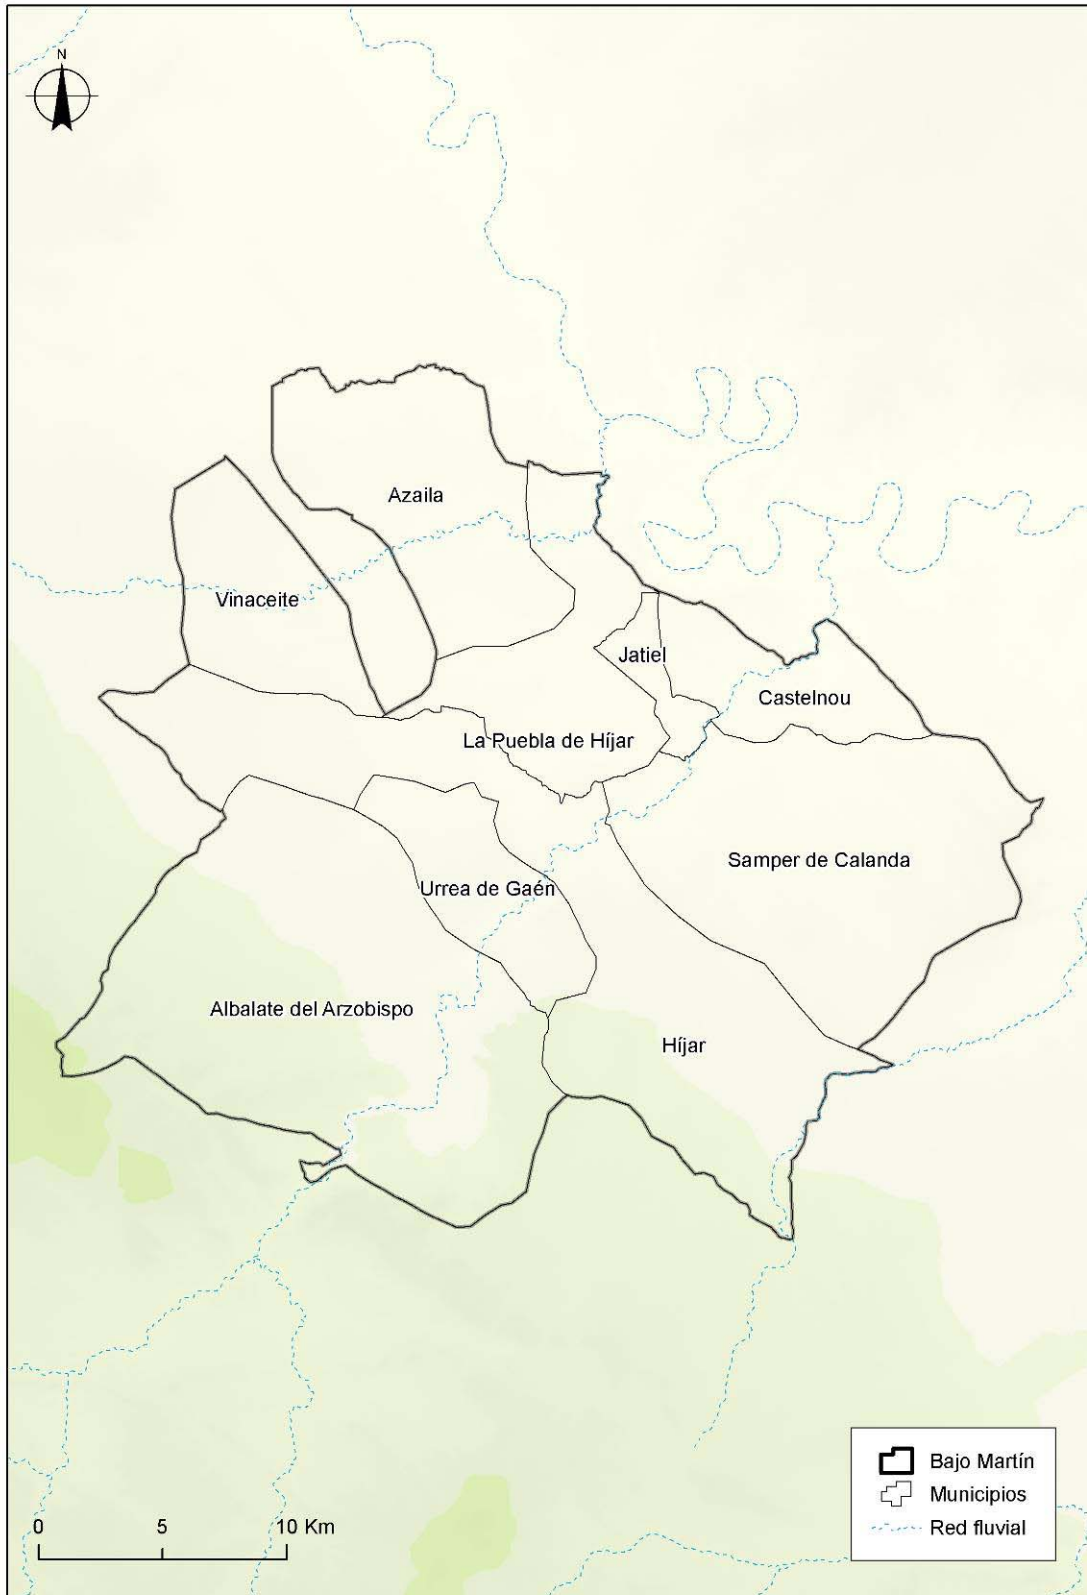 N
Azaila
Vinaceite
Jatiel
Castelnou
La Puebla de Híjar
Samper de Calanda
Urrea de Gaén
Albalate del Arzobispo
Híjar
Bajo Martín
Municipios
Red fluvial
0 5 10 Km